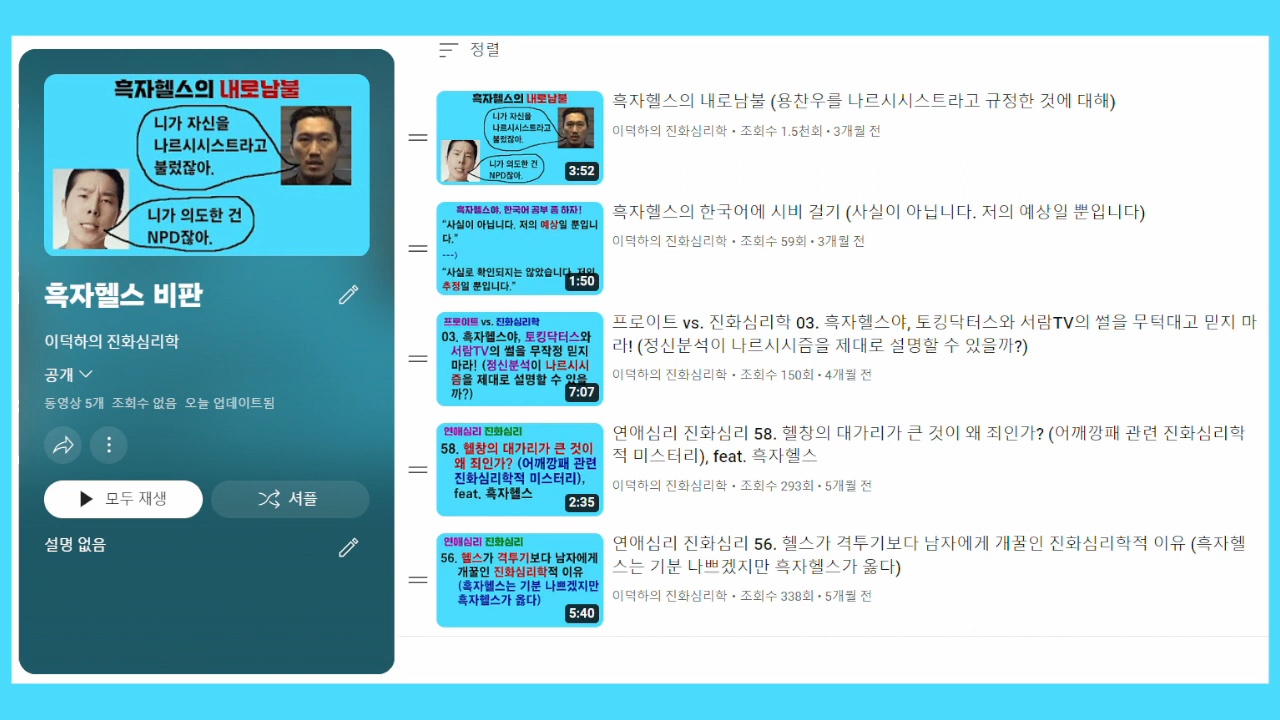 흑자헬스의 내로남불
니가 자신을
나르시시스트라고
불렀잖아.
니가 의도한 건
NPD잖아.
흑자헬스 비판
이덕하의 진화심리학
공개
동영상 5개 조회수 없음 오늘 업데이트됨
모두 재생
셔플
설명 없음
정렬
흑자헬스의 내로남불
니가 자신을
나르시시스트라고
불렀잖아.
니가 의도한 건
NPD잖아.
3:52
흑자헬스의 내로남불 (용찬우를 나르시시스트라고 규정한 것에 대해)
이덕하의 진화심리학 • 조회수 1.5천회 • 3개월 전
흑자헬스야, 한국어 공부 좀 하자!
“사실이 아닙니다. 저의 예상일 뿐입니
다.”
---〉
“사실로 확인되지는 않았습니다. 저의
추정일 뿐입니다.”
1:50
흑자헬스의 한국어에 시비 걸기 (사실이 아닙니다. 저의 예상일 뿐입니다)
이덕하의 진화심리학 • 조회수 59회 • 3개월 전
프로이트 vs. 진화심리학
03. 흑자헬스야, 토킹닥터스와
서람TV의 썰을 무작정 믿지
마라! (정신분석이 나르시시
즘을 제대로 설명할 수 있을
까?)
7:07
프로이트 vs. 진화심리학 03. 흑자헬스야, 토킹닥터스와 서람TV의 썰을 무턱대고 믿지 마
라! (정신분석이 나르시시즘을 제대로 설명할 수 있을까?)
이덕하의 진화심리학 • 조회수 150회 • 4개월 전
연애심리 진화심리
58. 헬창의 대가리가 큰 것이
왜 죄인가? (어깨깡패 관련
진화심리학적 미스터리),
feat. 흑자헬스
2:35
연애심리 진화심리 58. 헬창의 대가리가 큰 것이 왜 죄인가? (어깨깡패 관련 진화심리학
적 미스터리), feat. 흑자헬스
이덕하의 진화심리학 • 조회수 293회 • 5개월 전
연애심리 진화심리
56. 헬스가 격투기보다 남자에게
개꿀인 진화심리학적 이유
(흑자헬스는 기분 나쁘겠지만
흑자헬스가 옳다)
5:40
연애심리 진화심리 56. 헬스가 격투기보다 남자에게 개꿀인 진화심리학적 이유 (흑자헬
스는 기분 나쁘겠지만 흑자헬스가 옳다)
이덕하의 진화심리학 • 조회수 338회 • 5개월 전